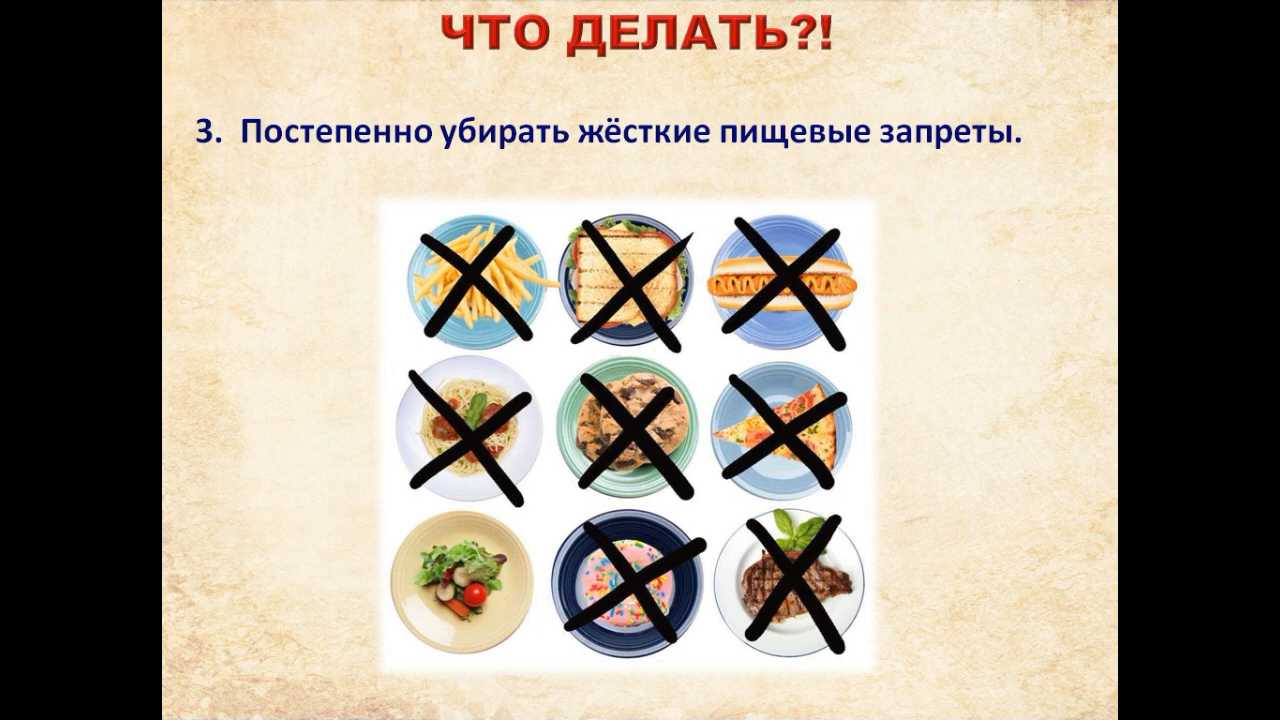 ЧТО ДЕЛАТЬ?!
3. Постепенно убирать жёсткие пищевые запреты.